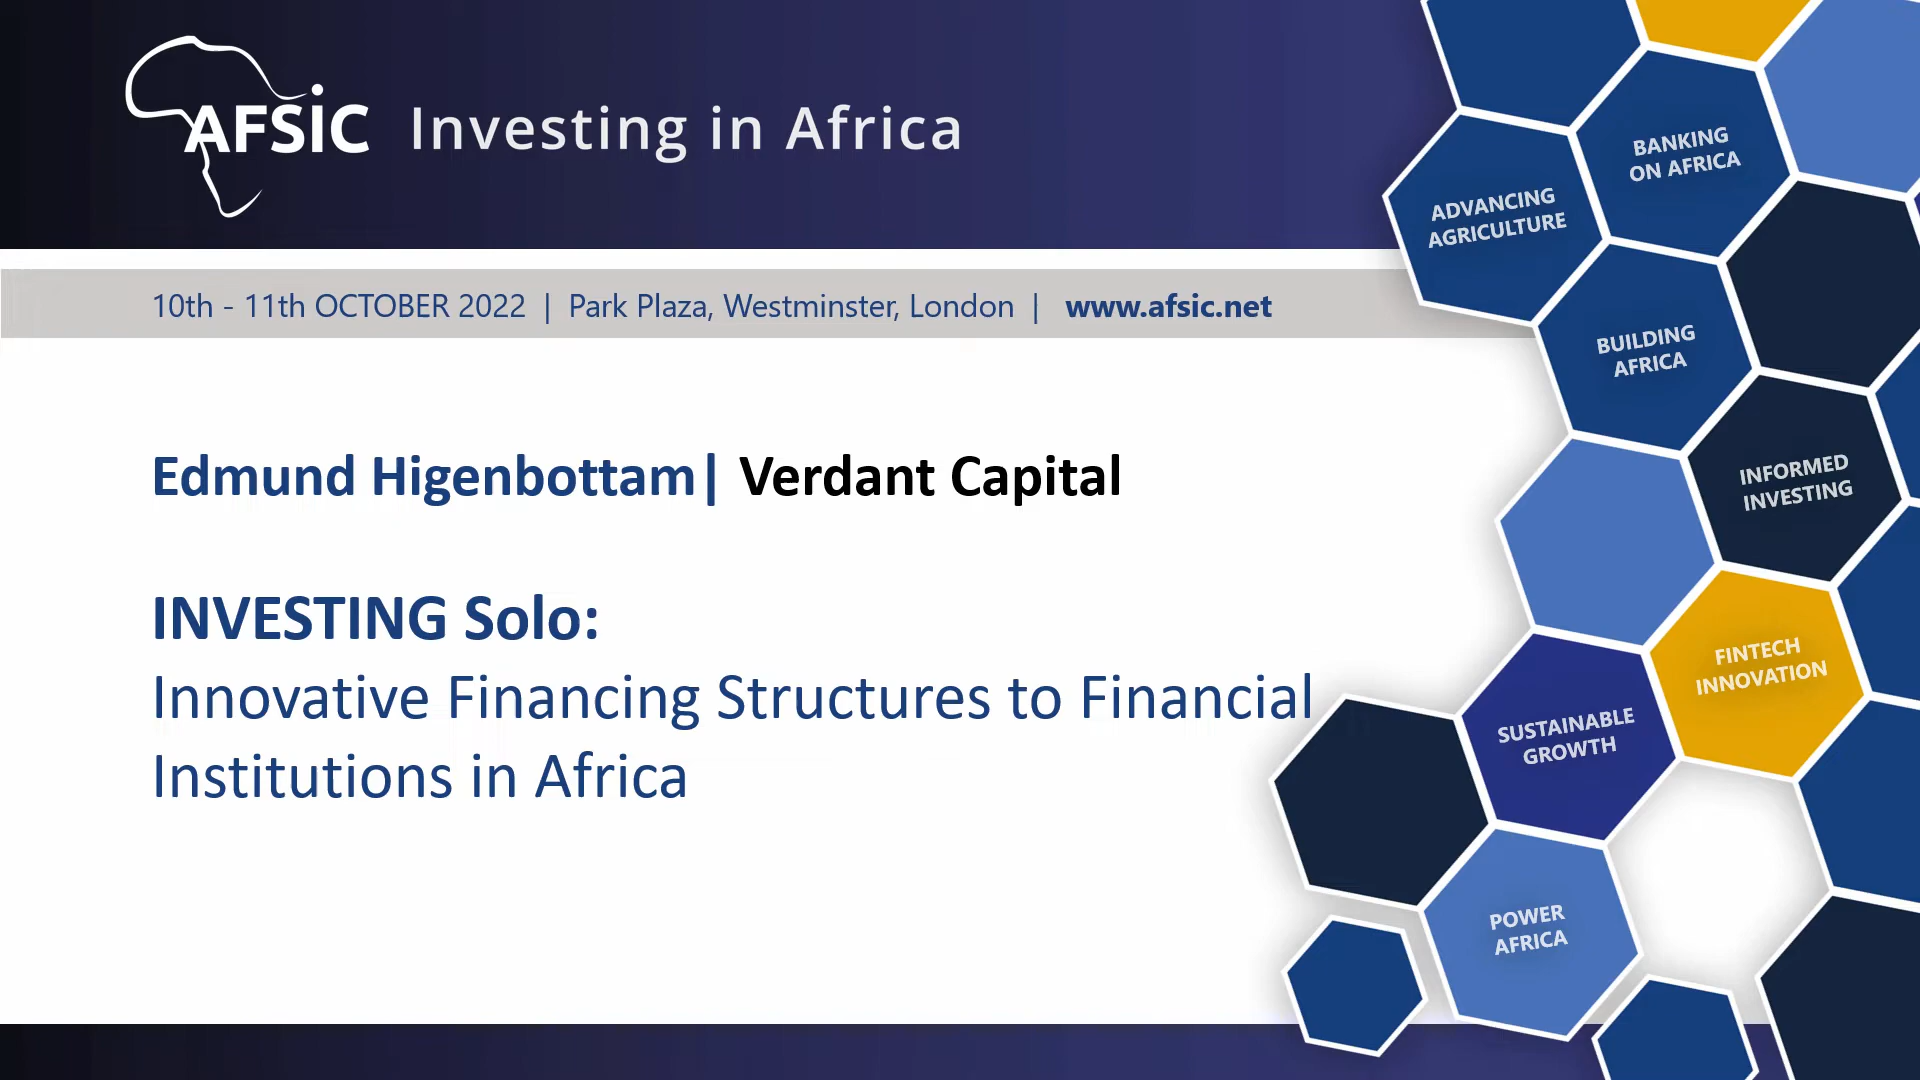 AFSIC Investing in Africa
10th - 11th OCTOBER 2022 | Park Plaza, Westminster, London | www.afsic.net
Edmund Higenbottam| Verdant Capital
INVESTING Solo:
Innovative Financing Structures to Financial
Institutions in Africa
BANKING
ON AFRICA
ADVANCING
AGRICULTURE
BUILDING
AFRICA
INFORMED
INVESTING
FINTECH
INNOVATION
SUSTAINABLE
GROWTH
POWER
AFRICA